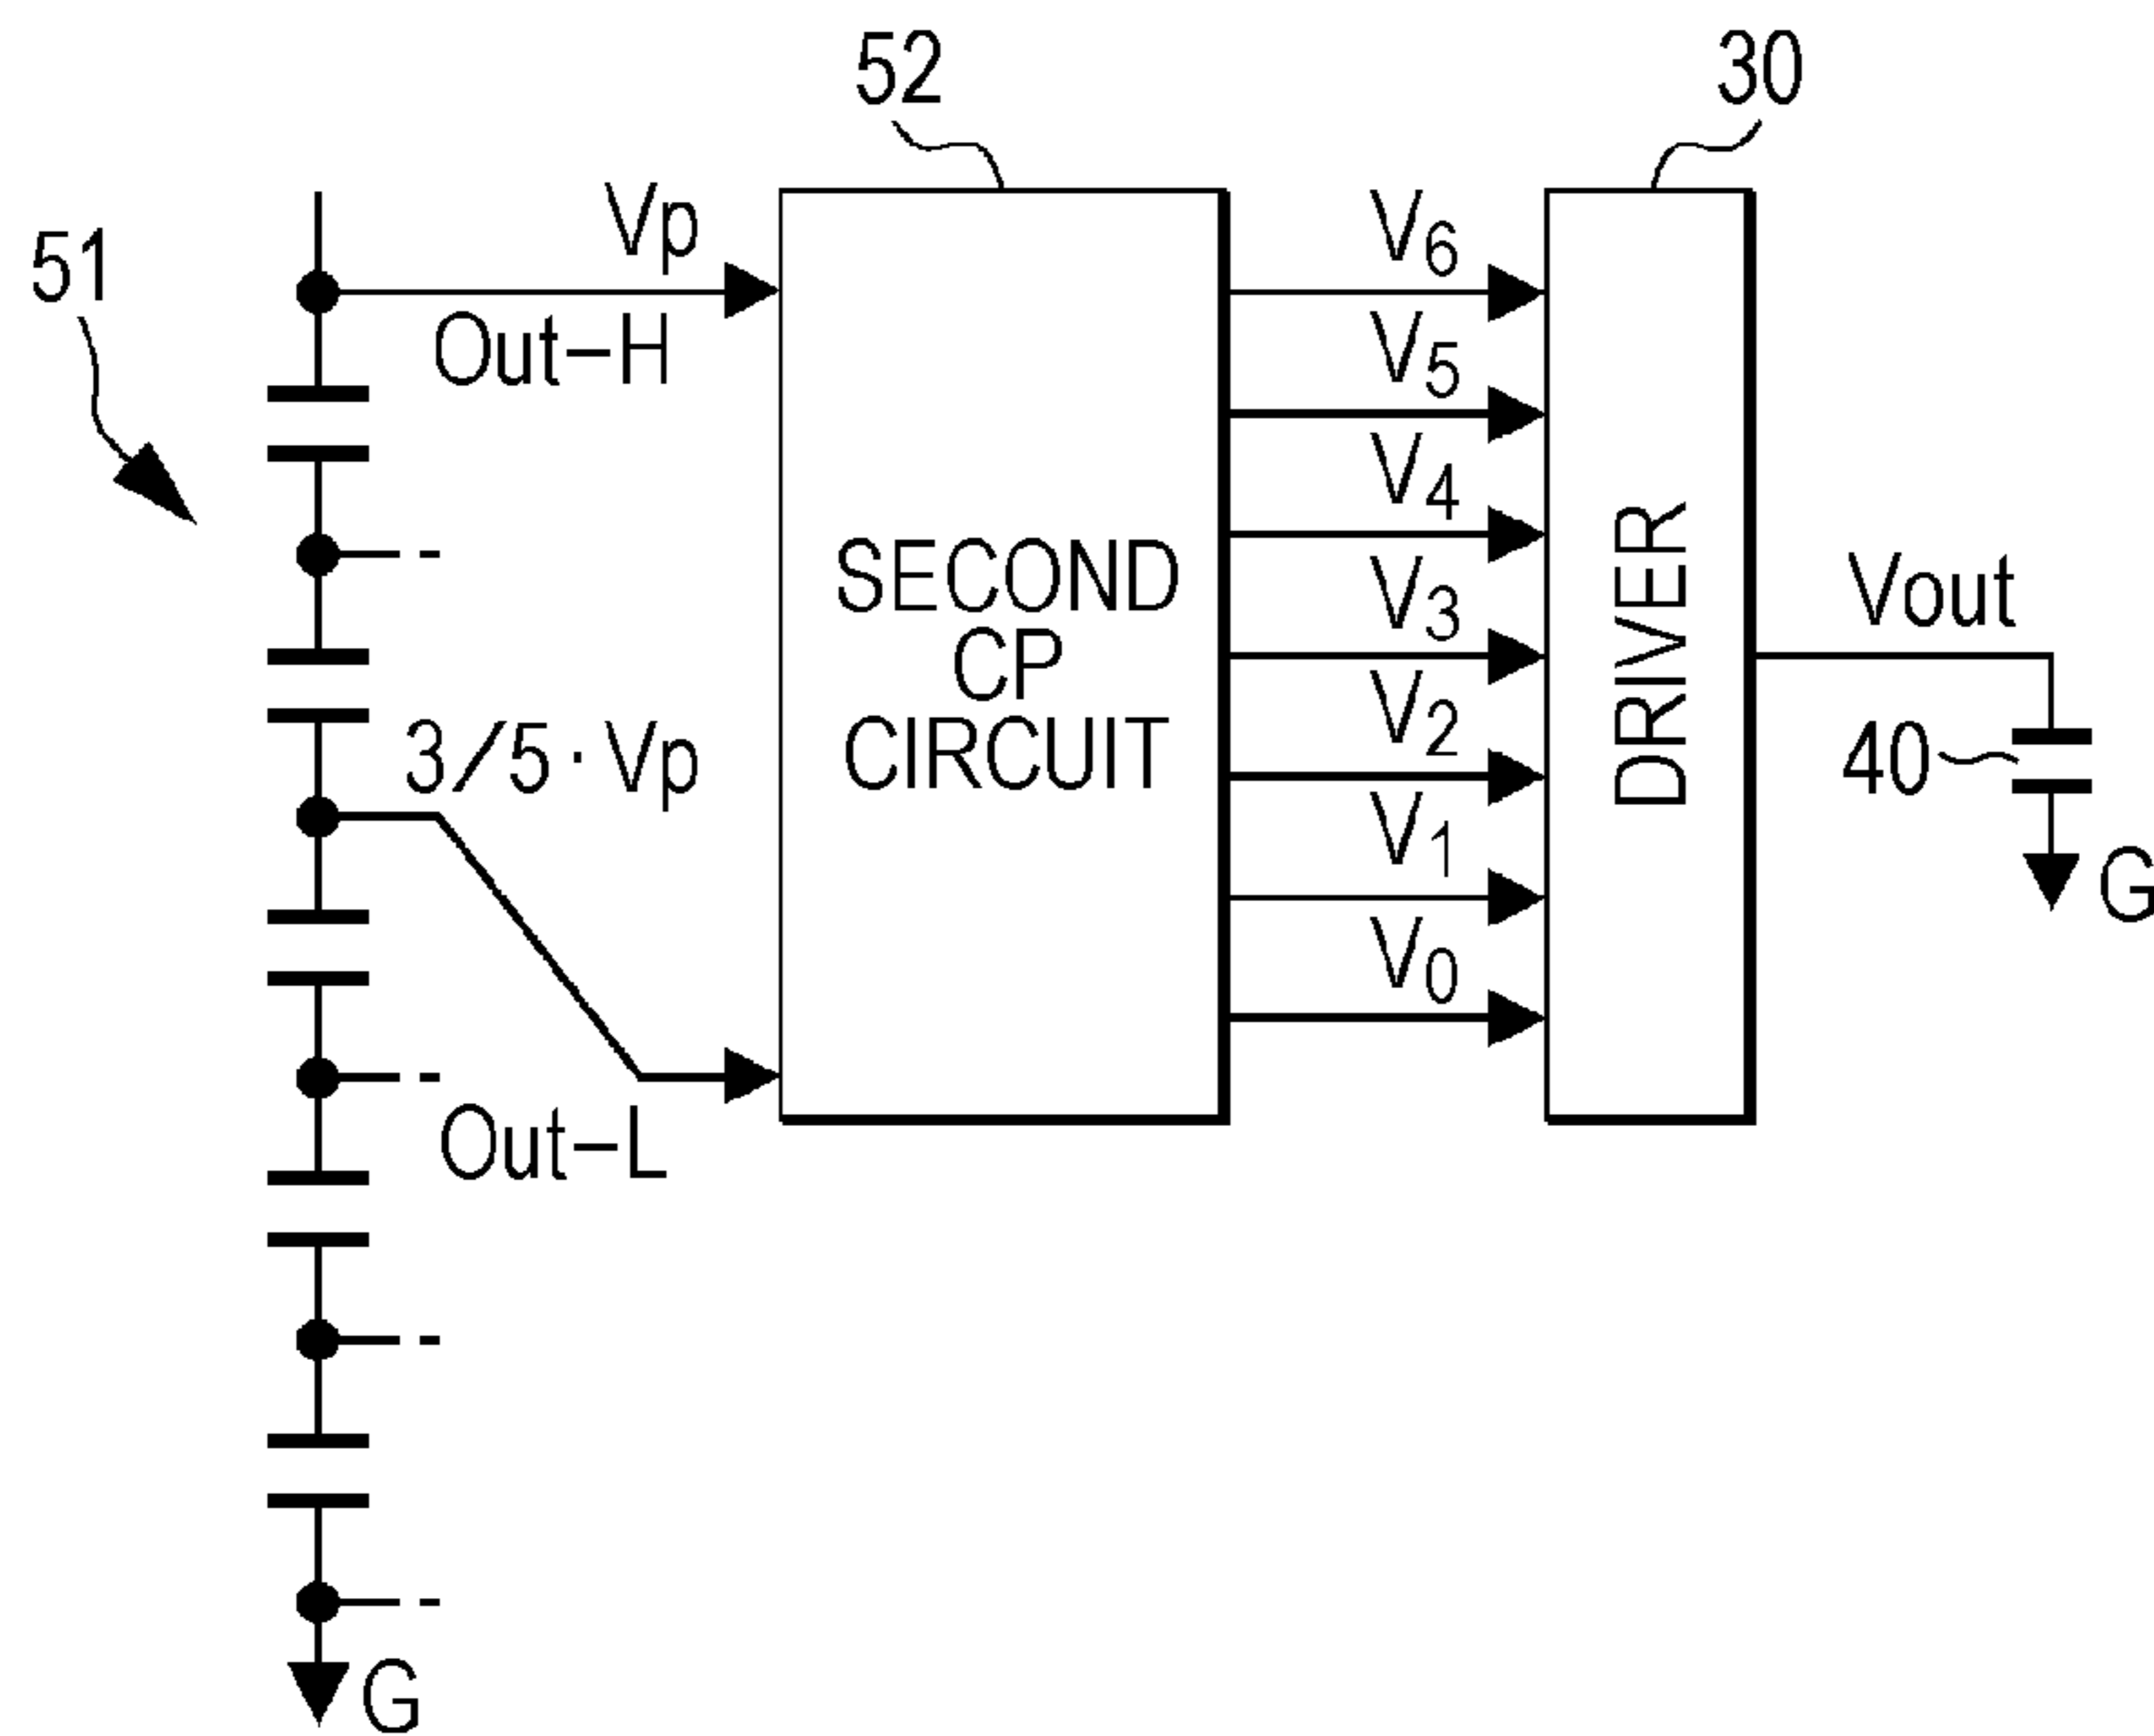 52
30
51
Vp
Out-H
3/5·Vp
Out-L
G
SECOND
CP
CIRCUIT
V6
V5
V4
V3
V2
V1
V0
DRIVER
Vout
40
G